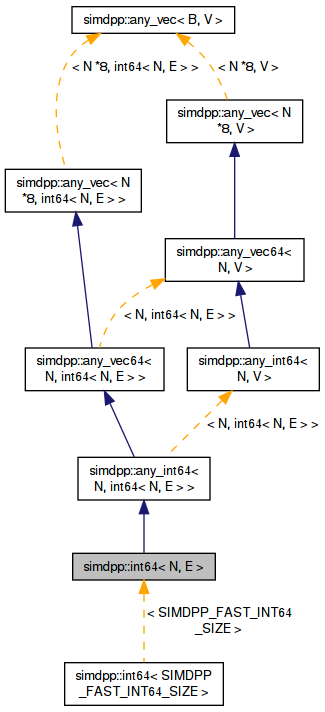 simdpp::any_vec< B, V >
< N *8, int64< N, E > >
< N *8, V >
simdpp::any_vec< N
*8, V >
simdpp::any_vec< N
*8, int64< N, E > >
simdpp::any_vec64<
N, V >
< N, int64< N, E > >
simdpp::any_vec64<
N, int64< N, E > >
simdpp::any_int64<
N, V >
< N, int64< N, E > >
simdpp::any_int64<
N, int64< N, E > >
simdpp::int64< N, E >
< SIMDPP_FAST_INT64
_SIZE >
simdpp::int64< SIMDPP
_FAST_INT64_SIZE >